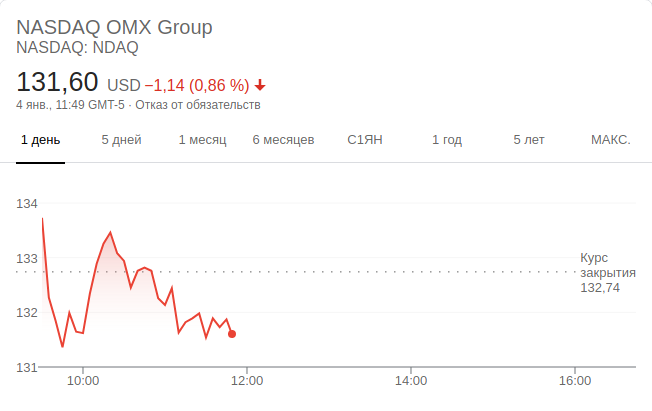 NASDAQ OMX Group
NASDAQ: NDAQ
131,60 USD −1,14 (0,86 %)
4 янв., 11:49 GMT-5 · Отказ от обязательств
1 день 5 дней 1 месяц 6 месяцев С1ЯН 1 год 5 лет МАКС.
134
133
132
131
Курс
закрытия
132,74
10:00 12:00 14:00 16:00